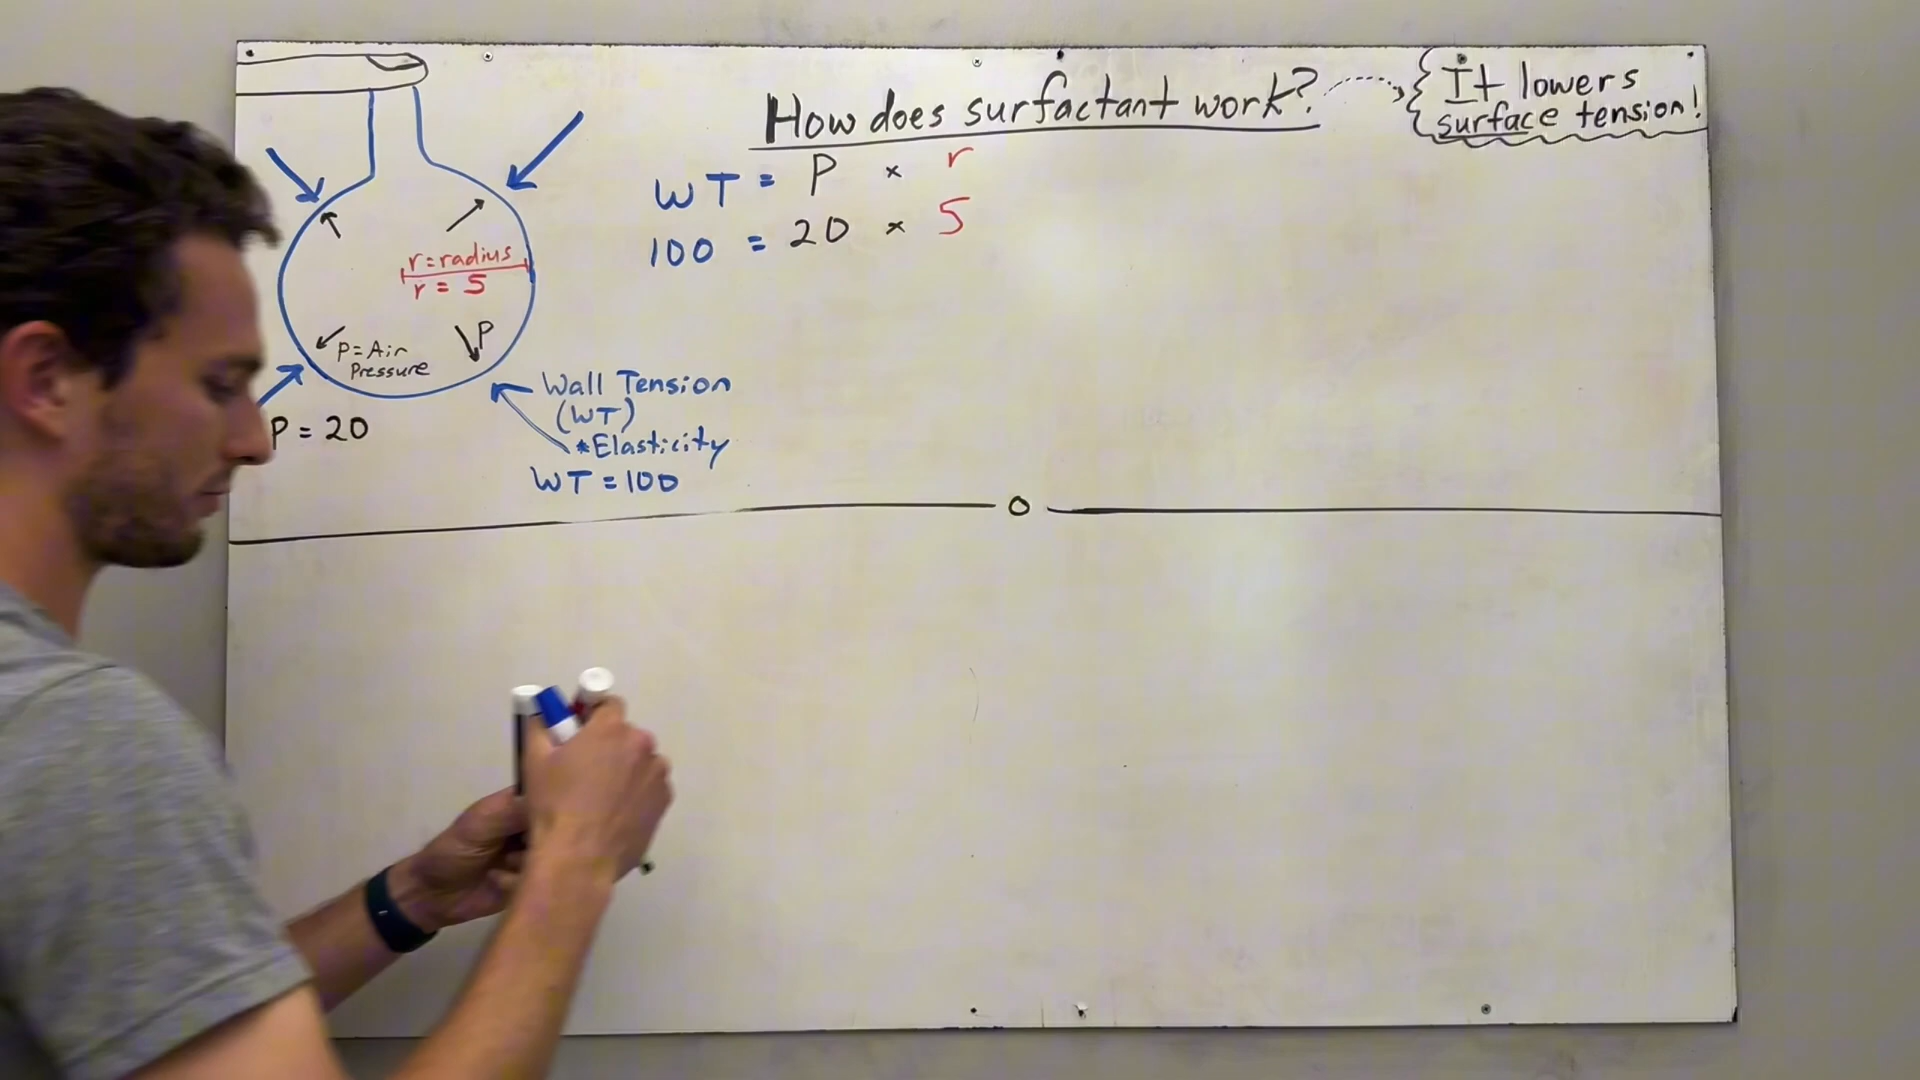 How does surfactant work?
It lowers
surface tension!
WT = P × r
100 = 20 × 5
r=radius
r = 5
P
P=Air
Pressure
P = 20
Wall Tension
(WT)
*Elasticity
WT = 100